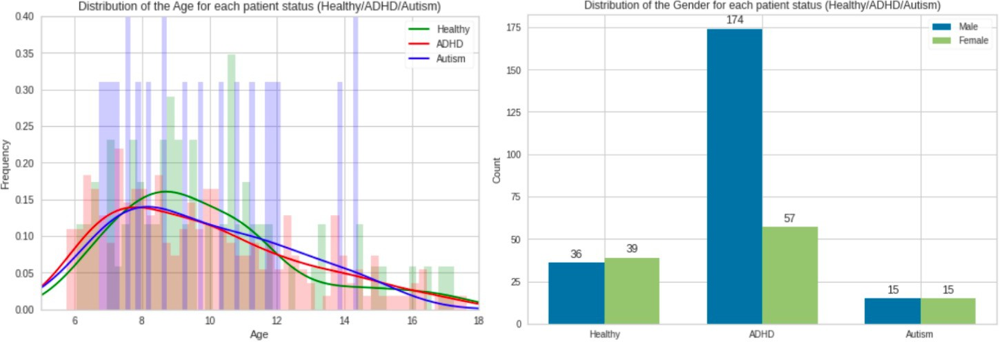 Distribution of the Age for each patient status (Healthy/ADHD/Autism)
0.40
0.35
0.30
0.25
0.20
0.15
0.10
0.05
0.00
Frequency
6 8 10 12 14 16 18
Age
Healthy
ADHD
Autism
Distribution of the Gender for each patient status (Healthy/ADHD/Autism)
175
150
125
100
75
50
25
0
Count
174
57
36
39
15
15
Healthy ADHD Autism
Male
Female